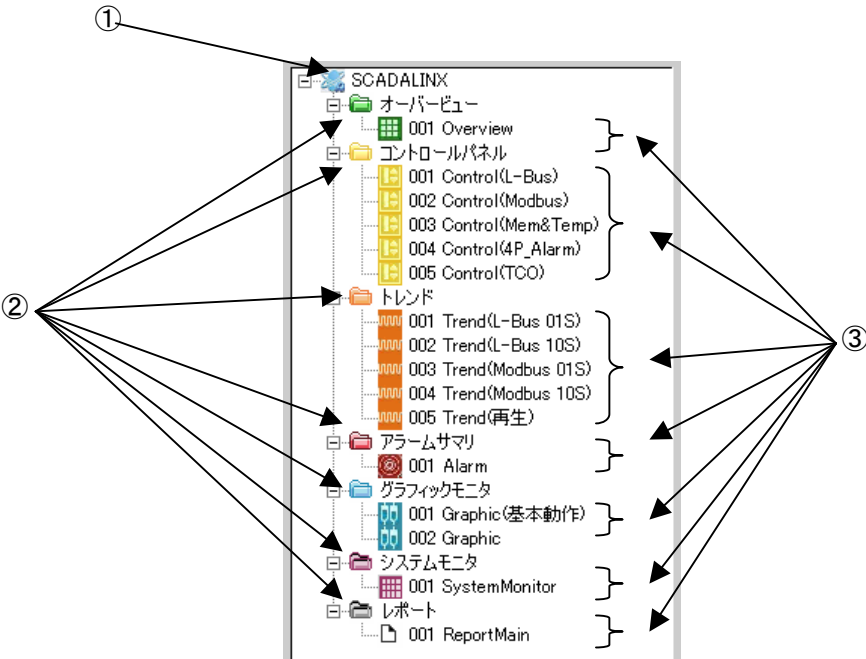 ①
SCADALINX
オーバービュー
001 Overview
コントロールパネル
001 Control(L-Bus)
002 Control(Modbus)
003 Control(Mem&Temp)
004 Control(4P_Alarm)
005 Control(TCO)
②
トレンド
001 Trend(L-Bus 01S)
002 Trend(L-Bus 10S)
③
003 Trend(Modbus 01S)
004 Trend(Modbus 10S)
005 Trend(再生)
アラームサマリ
001 Alarm
グラフィックモニタ
001 Graphic(基本動作)
002 Graphic
システムモニタ
001 SystemMonitor
レポート
001 ReportMain